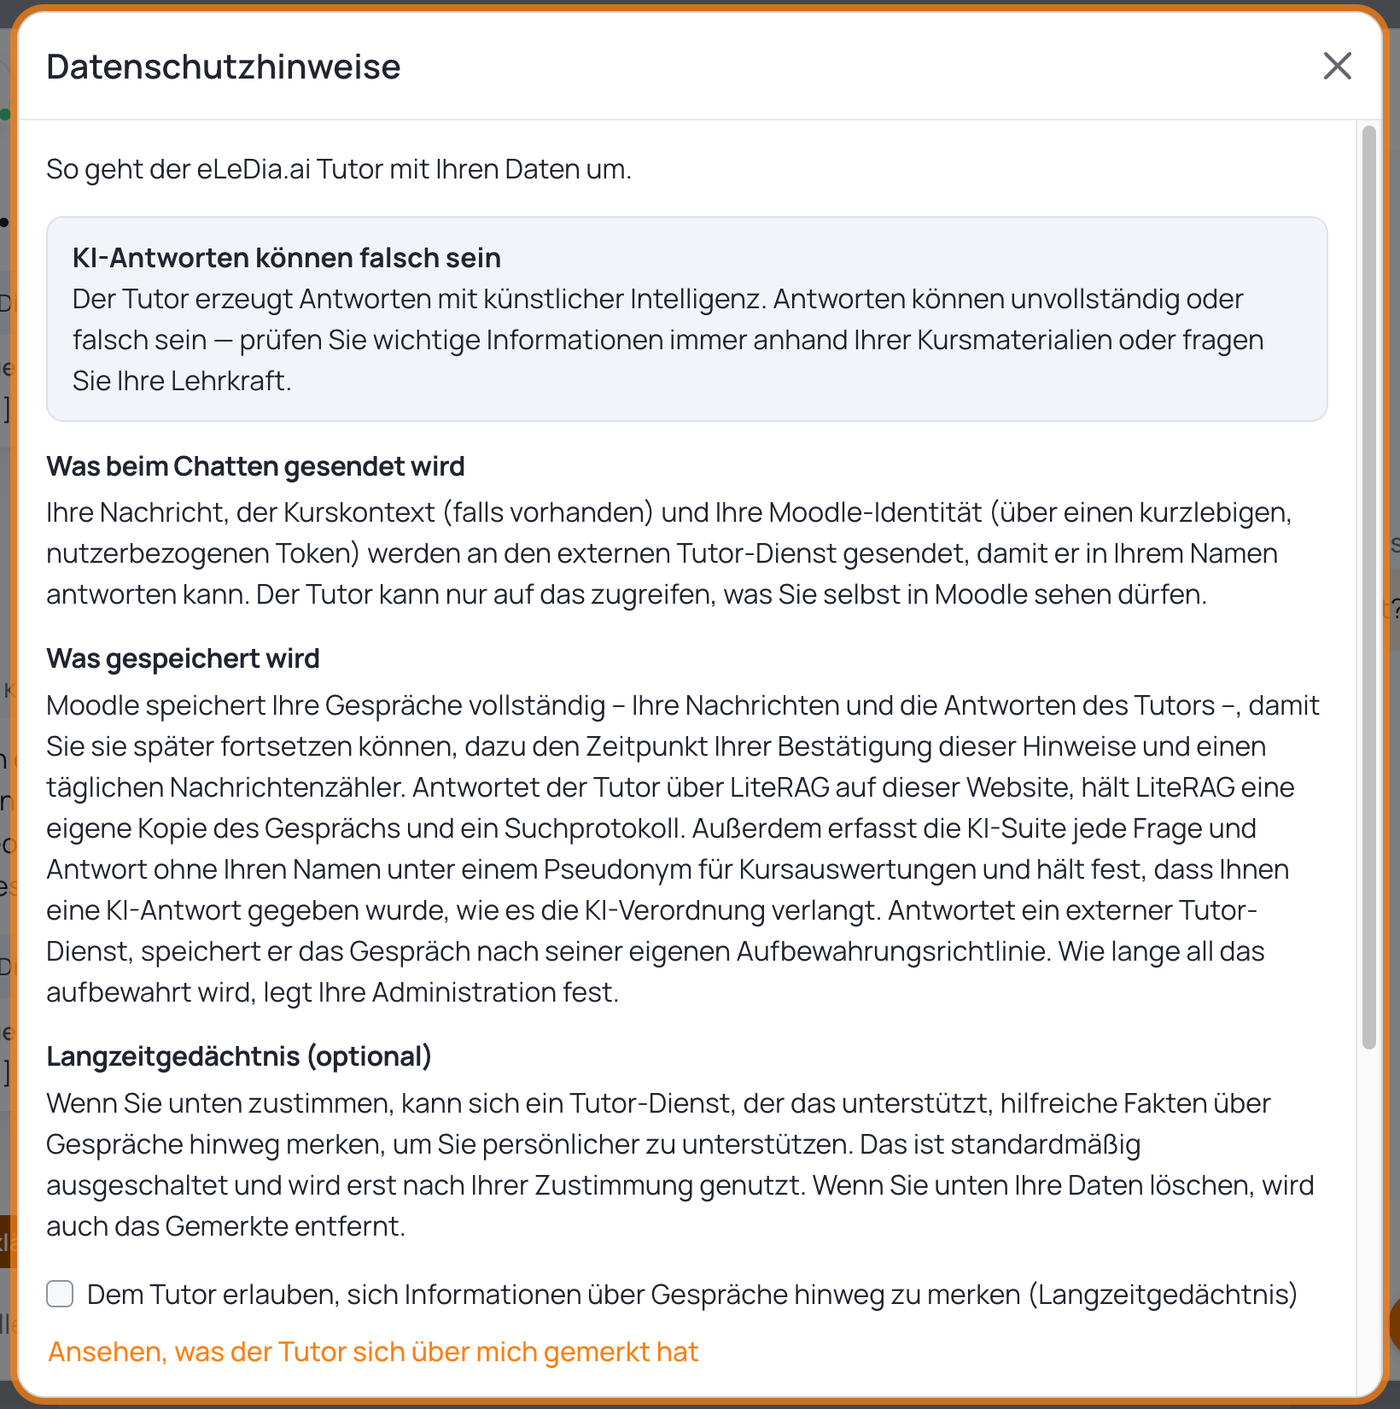 Datenschutzhinweise
So geht der eLeDia.ai Tutor mit Ihren Daten um.
KI-Antworten können falsch sein
Der Tutor erzeugt Antworten mit künstlicher Intelligenz. Antworten können unvollständig oder
falsch sein — prüfen Sie wichtige Informationen immer anhand Ihrer Kursmaterialien oder fragen
Sie Ihre Lehrkraft.
Was beim Chatten gesendet wird
Ihre Nachricht, der Kurskontext (falls vorhanden) und Ihre Moodle-Identität (über einen kurzlebigen,
nutzerbezogenen Token) werden an den externen Tutor-Dienst gesendet, damit er in Ihrem Namen
antworten kann. Der Tutor kann nur auf das zugreifen, was Sie selbst in Moodle sehen dürfen.
Was gespeichert wird
Moodle speichert Ihre Gespräche vollständig – Ihre Nachrichten und die Antworten des Tutors –, damit
Sie sie später fortsetzen können, dazu den Zeitpunkt Ihrer Bestätigung dieser Hinweise und einen
täglichen Nachrichtenzähler. Antwortet der Tutor über LiteRAG auf dieser Website, hält LiteRAG eine
eigene Kopie des Gesprächs und ein Suchprotokoll. Außerdem erfasst die KI-Suite jede Frage und
Antwort ohne Ihren Namen unter einem Pseudonym für Kursauswertungen und hält fest, dass Ihnen
eine KI-Antwort gegeben wurde, wie es die KI-Verordnung verlangt. Antwortet ein externer Tutor-
Dienst, speichert er das Gespräch nach seiner eigenen Aufbewahrungsrichtlinie. Wie lange all das
aufbewahrt wird, legt Ihre Administration fest.
Langzeitgedächtnis (optional)
Wenn Sie unten zustimmen, kann sich ein Tutor-Dienst, der das unterstützt, hilfreiche Fakten über
Gespräche hinweg merken, um Sie persönlicher zu unterstützen. Das ist standardmäßig
ausgeschaltet und wird erst nach Ihrer Zustimmung genutzt. Wenn Sie unten Ihre Daten löschen, wird
auch das Gemerkte entfernt.
Dem Tutor erlauben, sich Informationen über Gespräche hinweg zu merken (Langzeitgedächtnis)
Ansehen, was der Tutor sich über mich gemerkt hat